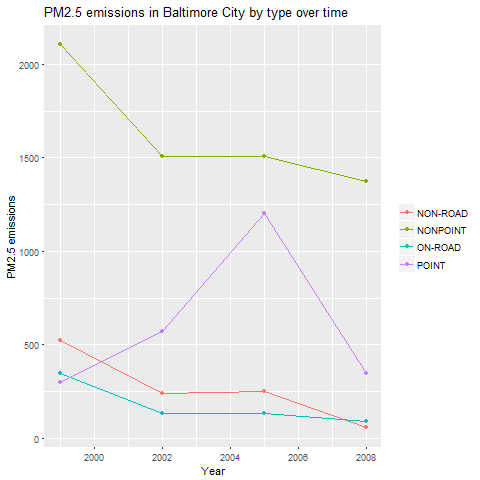 PM2.5 emissions in Baltimore City by type over time
PM2.5 emissions
2000
1500
1000
500
0
2000 2002 2004 2006 2008
Year
NON-ROAD
NONPOINT
ON-ROAD
POINT